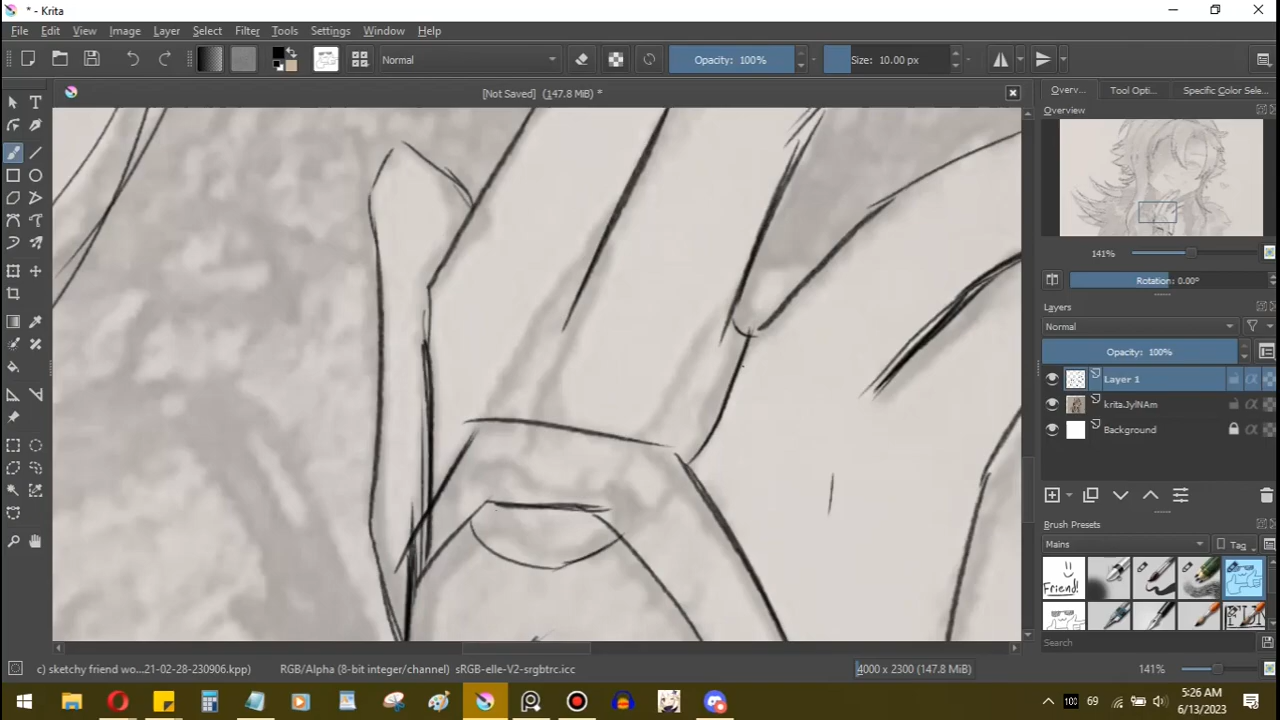 * - Krita
File Edit View Image Layer Select Filter Tools Settings Window Help
Normal Opacity: 100% Size: 10.00 px
[Not Saved] (147.8 MiB) *
Overv... Tool Opti... Specific Color Sele...
Overview
141%
Rotation: 0.00°
Layers
Normal
Opacity: 100%
Layer 1
kritaJylNAm
Background
Brush Presets
Mains Tag
Friend!
Search
c) sketchy friend wo...21-02-28-230906.kpp) RGB/Alpha (8-bit integer/channel) sRGB-elle-V2-srgbtrc.icc 4000 x 2300 (147.8 MiB) 141%
100 69 5:26 AM
6/13/2023